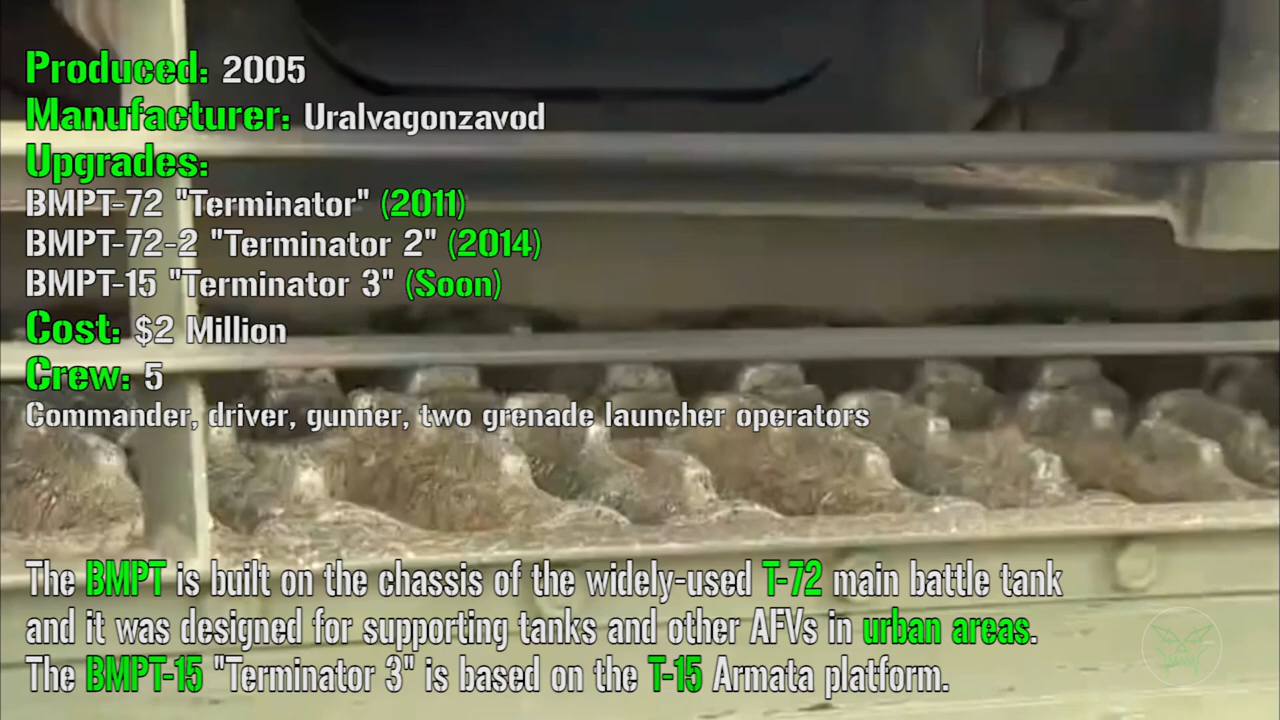 Produced: 2005
Manufacturer: Uralvagonzavod
Upgrades:
BMPT-72 "Terminator" (2011)
BMPT-72-2 "Terminator 2" (2014)
BMPT-15 "Terminator 3" (Soon)
Cost: $2 Million
Crew: 5
Commander, driver, gunner, two grenade launcher operators
The BMPT is built on the chassis of the widely-used T-72 main battle tank
and it was designed for supporting tanks and other AFVs in urban areas.
The BMPT-15 "Terminator 3" is based on the T-15 Armata platform.